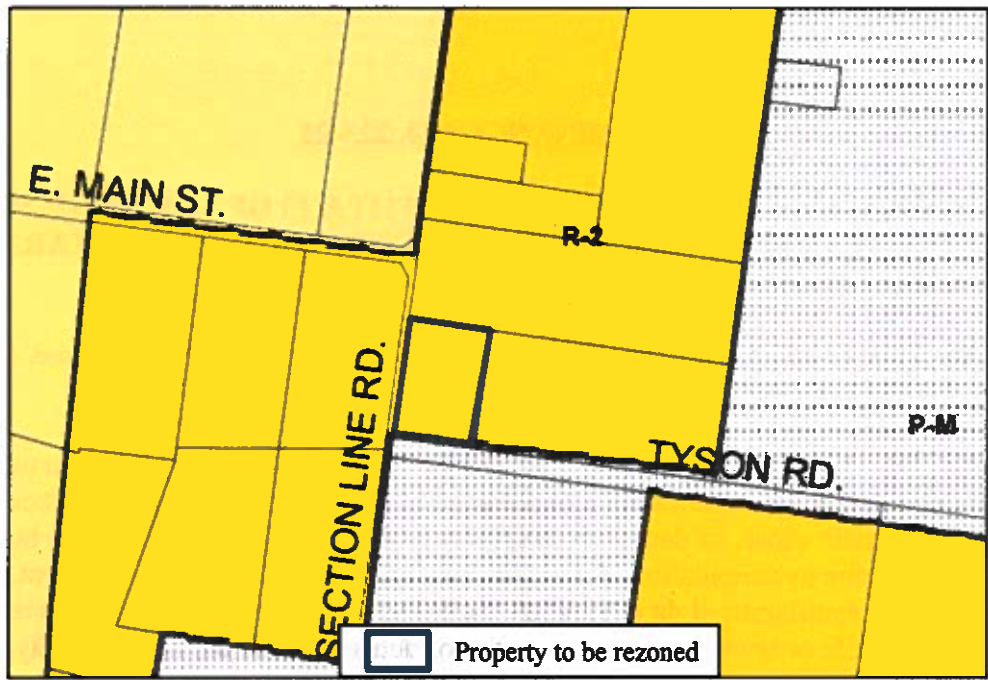 E. MAIN ST.
R-2
SECTION LINE RD.
P-M
TYSON RD.
Property to be rezoned